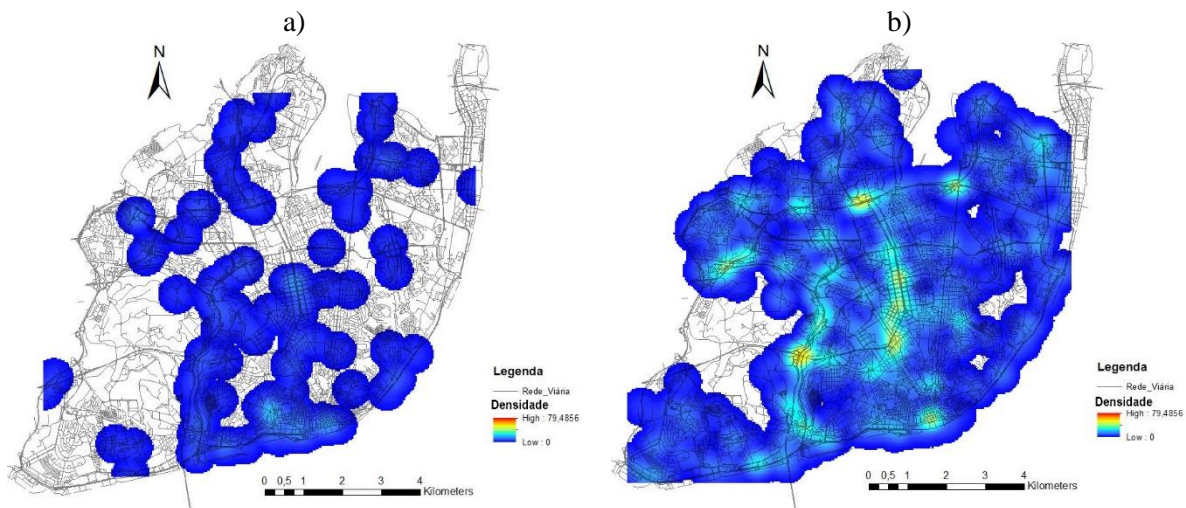 a)
N
Legenda
Rede_Viária
Densidade
High : 79,4856
Low : 0
0 0,5 1 2 3 4
Kilometers
b)
N
Legenda
Rede_Viária
Densidade
High : 79,4856
Low : 0
0 0,5 1 2 3 4
Kilometers